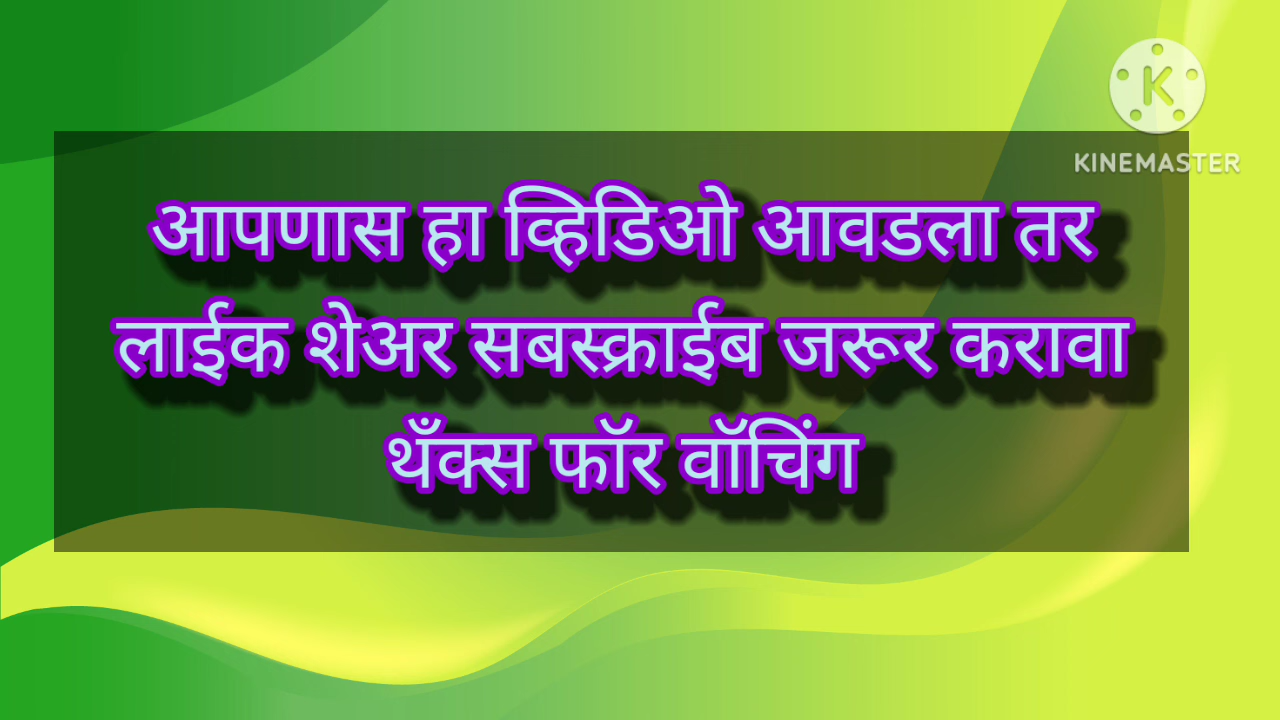 KINEMASTER
आपणास हा व्हिडिओ आवडला तर
लाईक शेअर सबस्क्राईब जरूर करावा
थँक्स फॉर वॉचिंग